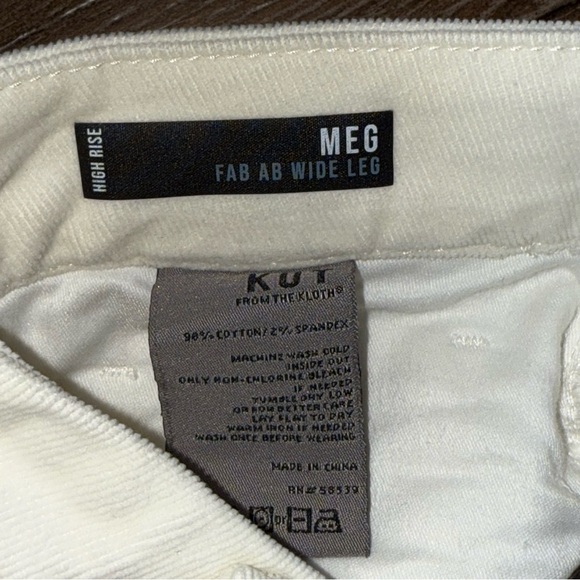 HIGH RISE
MEG
FAB AB WIDE LEG
KUT
FROM THE KLOTH®
98% COTTON/2% SPANDEX
MACHINE WASH COLD
INSIDE OUT
ONLY NON-CHLORINE BLEACH
IF NEEDED
TUMBLE DRY LOW
OR FOR BETTER CARE
LAY FLAT TO DRY
WARM IRON IF NEEDED
WASH ONCE BEFORE WEARING
MADE IN CHINA
RN# 58539
or